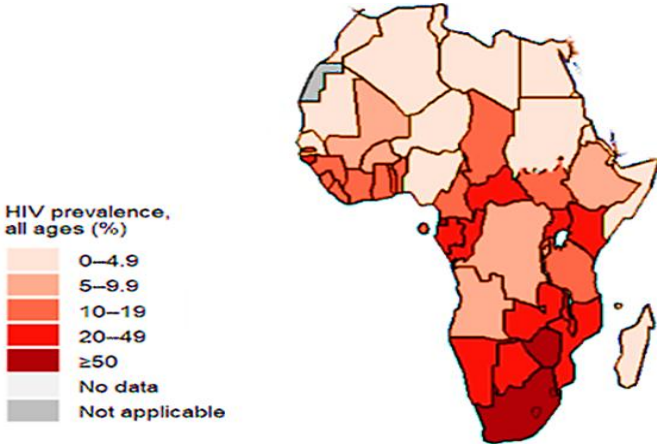 HIV prevalence,
all ages (%)
0–4.9
5–9.9
10–19
20–49
≥50
No data
Not applicable